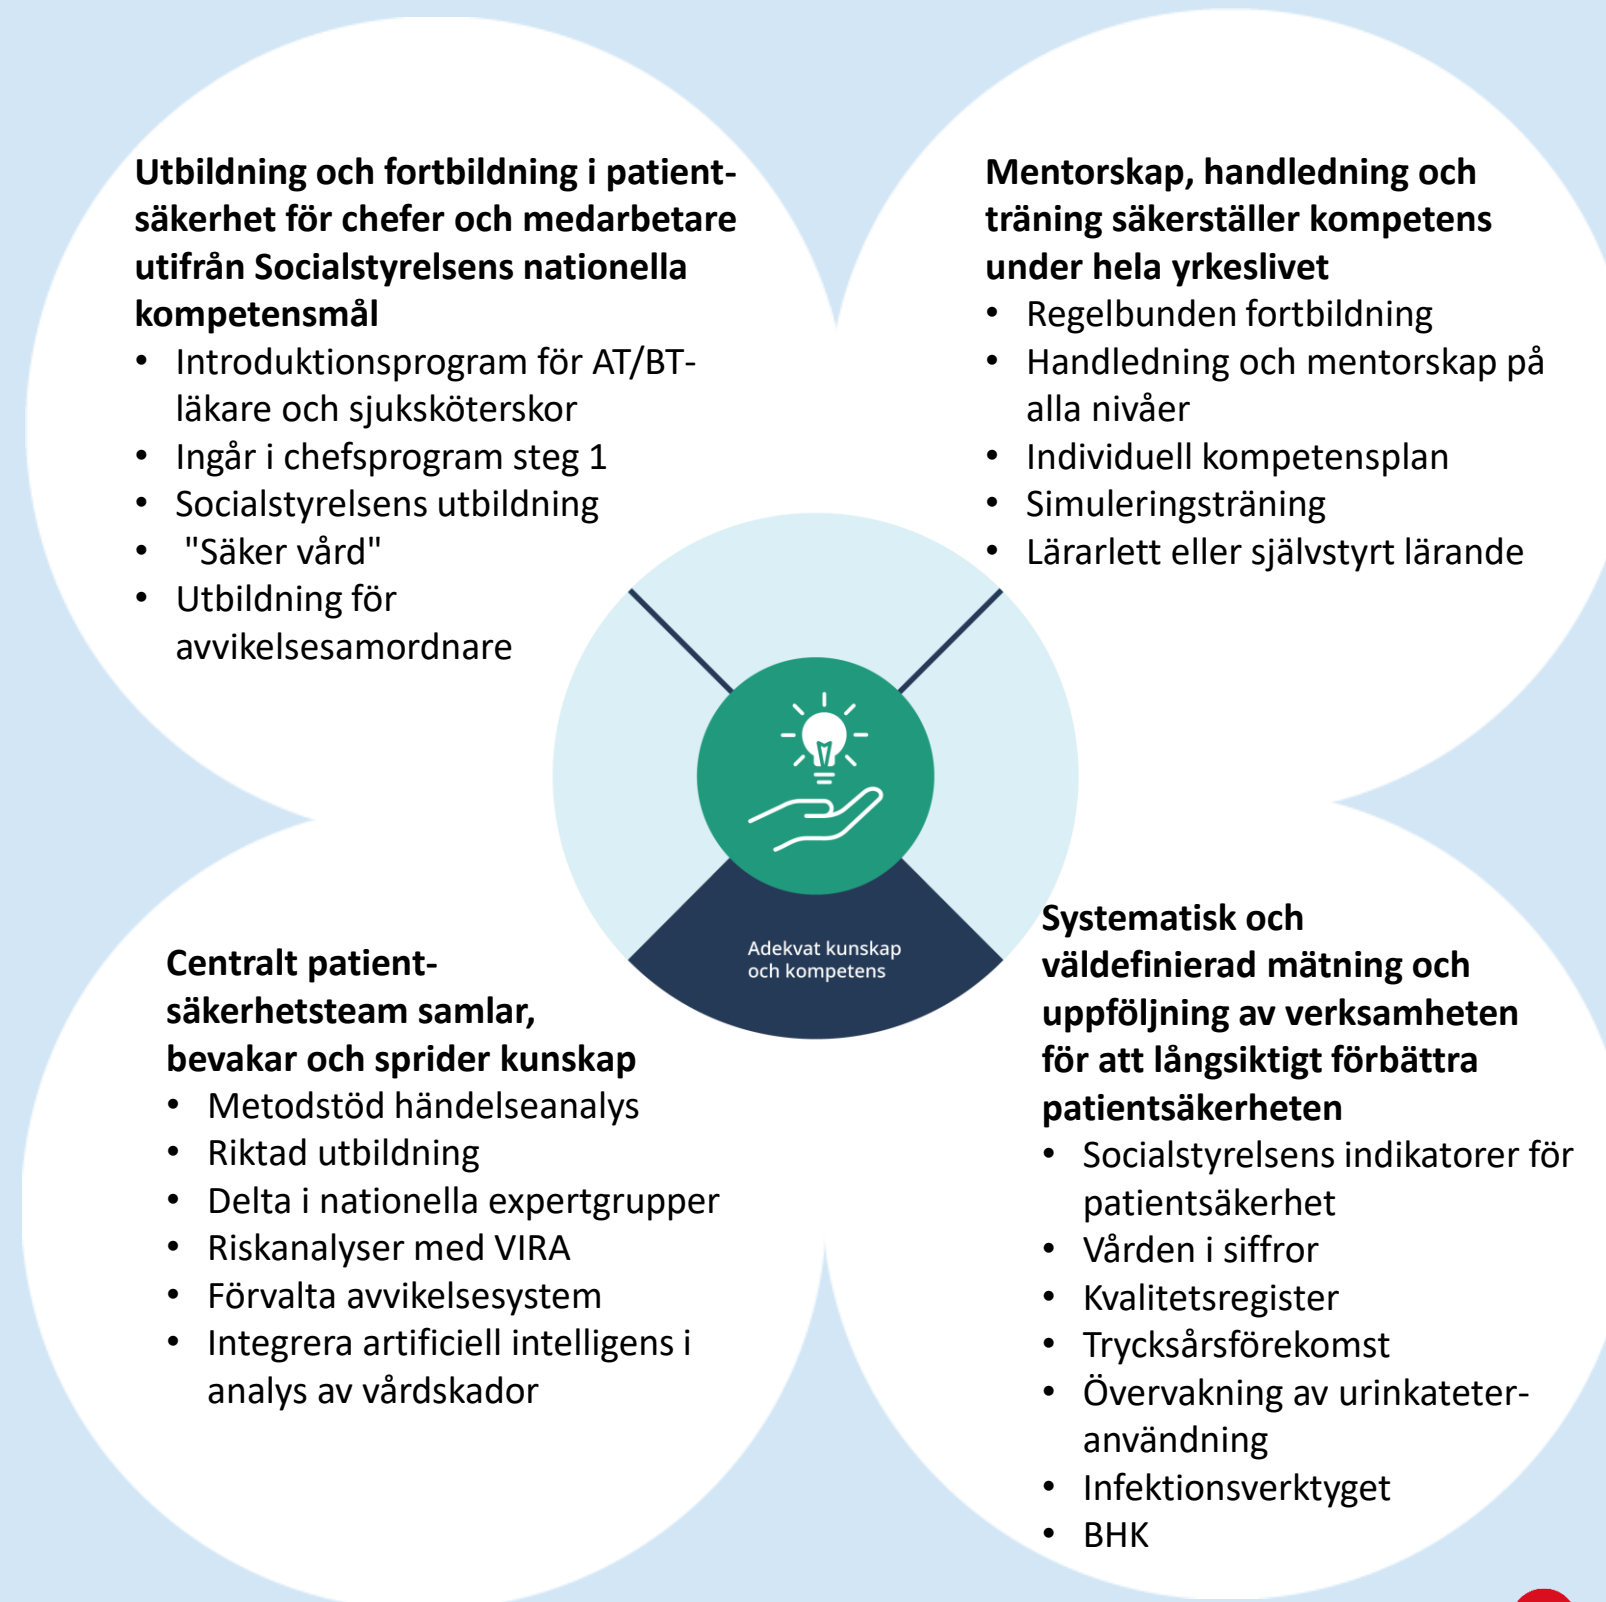 Utbildning och fortbildning i patient-
säkerhet för chefer och medarbetare
utifrån Socialstyrelsens nationella
kompetensmål
• Introduktionsprogram för AT/BT-
läkare och sjuksköterskor
• Ingår i chefsprogram steg 1
• Socialstyrelsens utbildning
• "Säker vård"
• Utbildning för
avvikelsesamordnare
Mentorskap, handledning och
träning säkerställer kompetens
under hela yrkeslivet
• Regelbunden fortbildning
• Handledning och mentorskap på
alla nivåer
• Individuell kompetensplan
• Simuleringsträning
• Lärarlett eller självstyrt lärande
Adekvat kunskap
och kompetens
Centralt patient-
säkerhetsteam samlar,
bevakar och sprider kunskap
• Metodstöd händelseanalys
• Riktad utbildning
• Delta i nationella expertgrupper
• Riskanalyser med VIRA
• Förvalta avvikelsesystem
• Integrera artificiell intelligens i
analys av vårdskador
Systematisk och
väldefinierad mätning och
uppföljning av verksamheten
för att långsiktigt förbättra
patientsäkerheten
• Socialstyrelsens indikatorer för
patientsäkerhet
• Vården i siffror
• Kvalitetsregister
• Trycksårsförekomst
• Övervakning av urinkateter-
användning
• Infektionsverktyget
• BHK